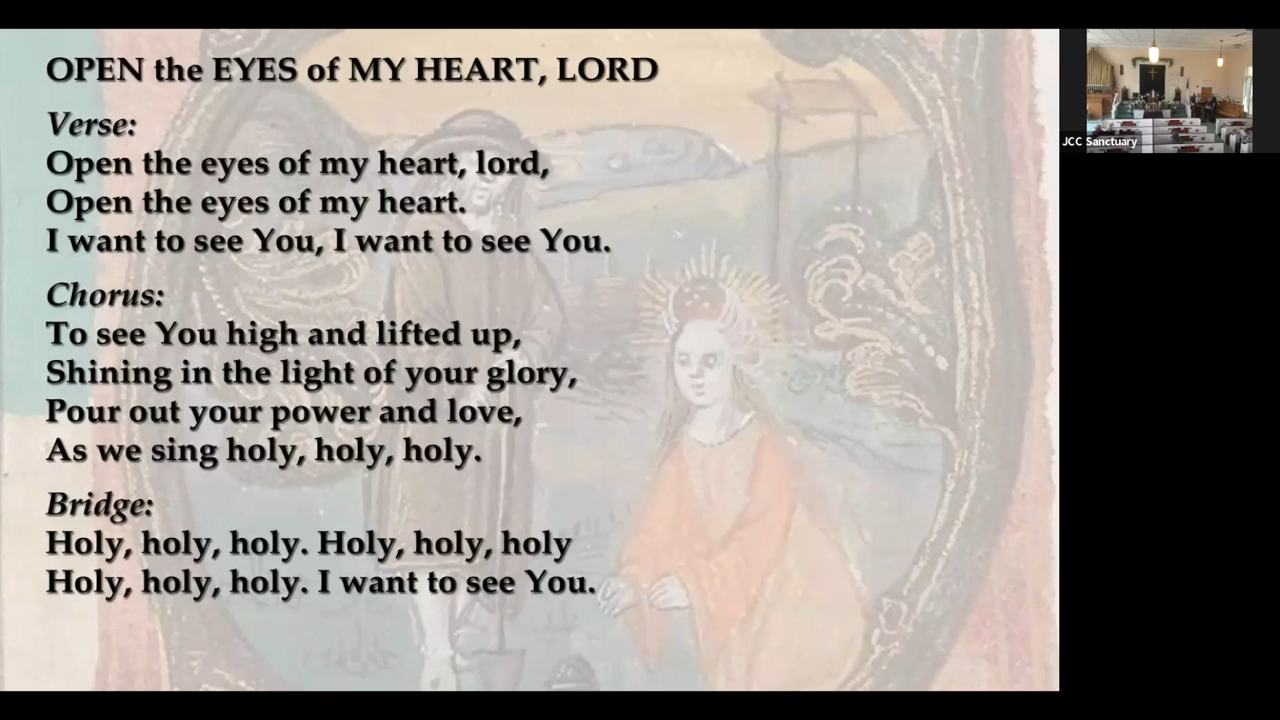 OPEN the EYES of MY HEART, LORD
Verse:
Open the eyes of my heart, lord,
Open the eyes of my heart.
I want to see You, I want to see You.
Chorus:
To see You high and lifted up,
Shining in the light of your glory,
Pour out your power and love,
As we sing holy, holy, holy.
Bridge:
Holy, holy, holy. Holy, holy, holy
Holy, holy, holy. I want to see You.
JCC Sanctuary